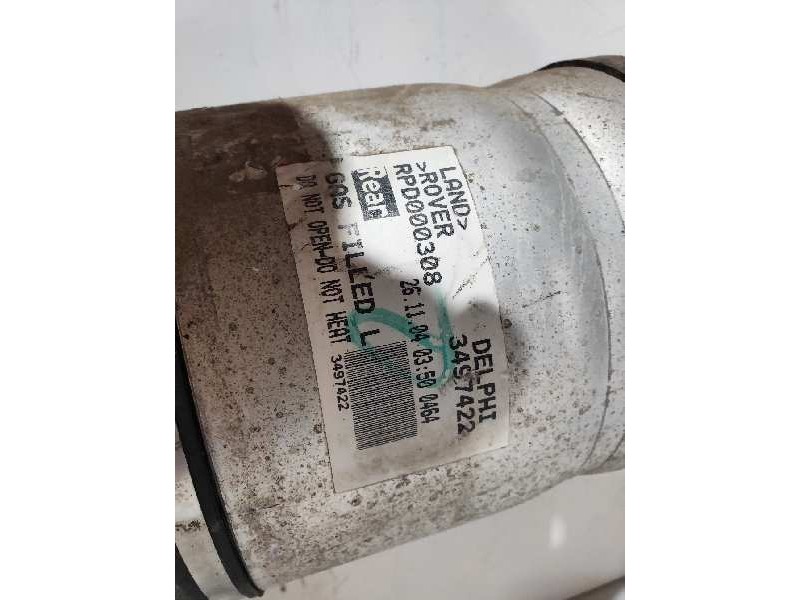 LAND>
>ROVER
RPD000308
Rear
26.11.04 03:50 0464
DELPHI
3497422
GAS FILLED L
DO NOT OPEN-DO NOT HEAT 3497422